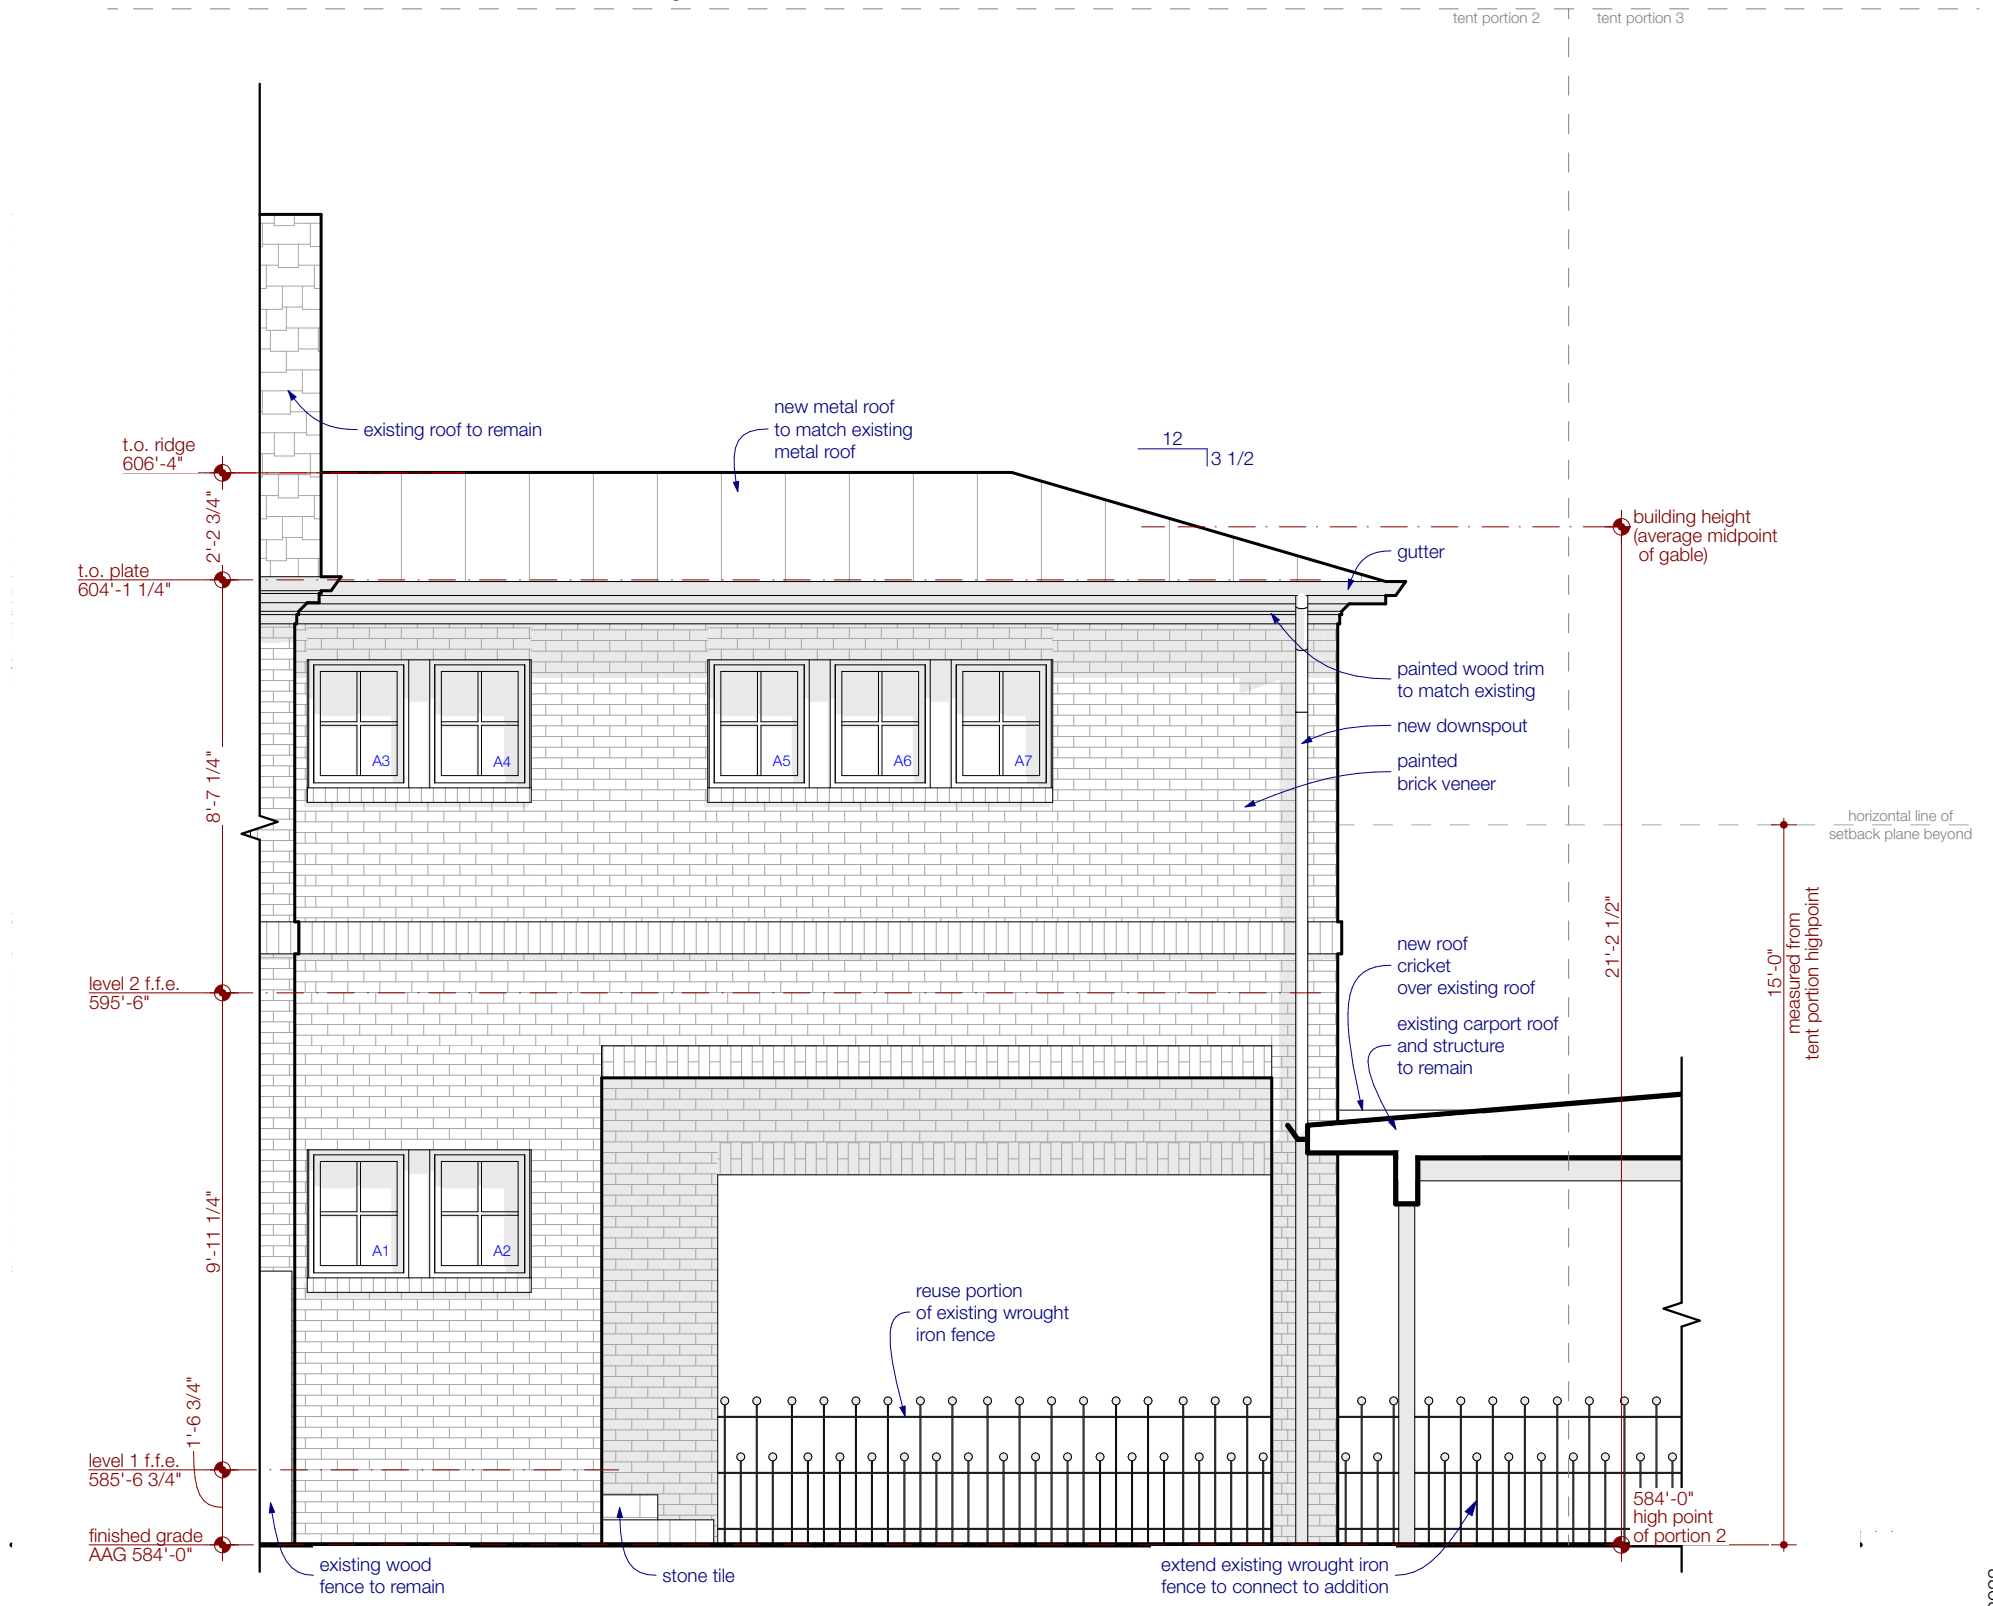 tent portion 2
tent portion 3
existing roof to remain
new metal roof
to match existing
metal roof
12
3 1/2
t.o. ridge
606'-4"
2'-2 3/4"
t.o. plate
604'-1 1/4"
building height
(average midpoint
of gable)
gutter
painted wood trim
to match existing
new downspout
painted
brick veneer
A3
A4
A5
A6
A7
8'-7 1/4"
horizontal line of
setback plane beyond
21'-2 1/2"
15'-0"
measured from
tent portion highpoint
new roof
cricket
over existing roof
existing carport roof
and structure
to remain
level 2 f.f.e.
595'-6"
9'-11 1/4"
A1
A2
reuse portion
of existing wrought
iron fence
1'-6 3/4"
level 1 f.f.e.
585'-6 3/4"
584'-0"
high point
of portion 2
finished grade
AAG 584'-0"
existing wood
fence to remain
stone tile
extend existing wrought iron
fence to connect to addition